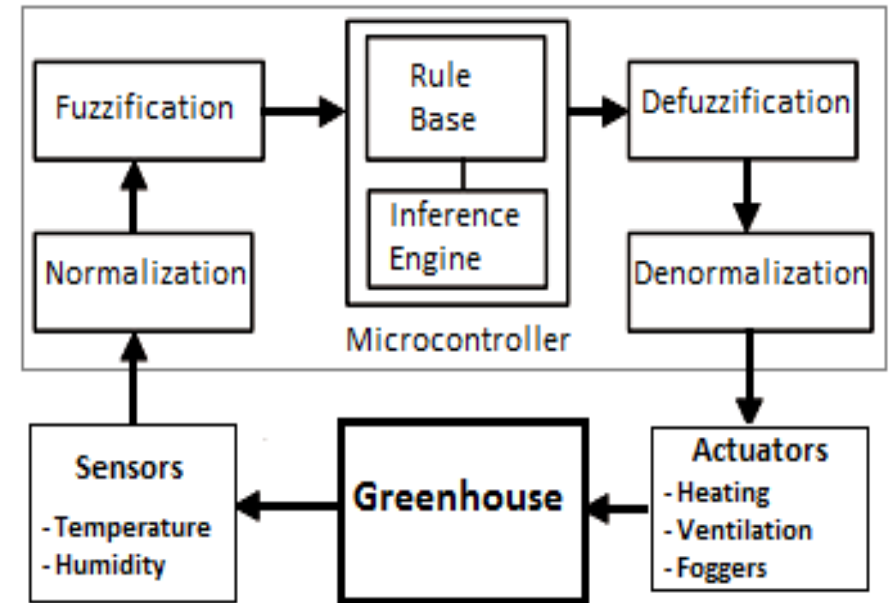 Fuzzification
Rule
Base
Defuzzification
Inference
Engine
Normalization
Denormalization
Microcontroller
Sensors
- Temperature
- Humidity
Greenhouse
Actuators
- Heating
- Ventilation
- Foggers